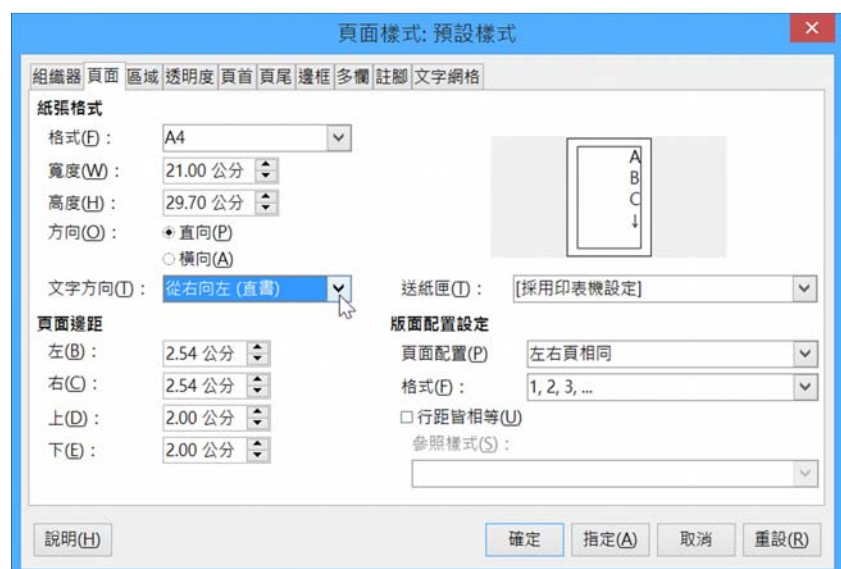 頁面樣式: 預設樣式
組織器 頁面 區域 透明度 頁首 頁尾 邊框 多欄 註腳 文字網格
紙張格式
格式(F)： A4
寬度(W)： 21.00 公分
高度(H)： 29.70 公分
方向(O)： 直向(P)
橫向(A)
A
B
C
↓
文字方向(T)： 從右向左 (直書) 送紙匣(T)： [採用印表機設定]
頁面邊距 版面配置設定
左(B)： 2.54 公分 頁面配置(P) 左右頁相同
右(C)： 2.54 公分 格式(F)： 1, 2, 3, ...
上(D)： 2.00 公分 行距皆相等(U)
下(E)： 2.00 公分 參照樣式(S)：
說明(H) 確定 指定(A) 取消 重設(R)